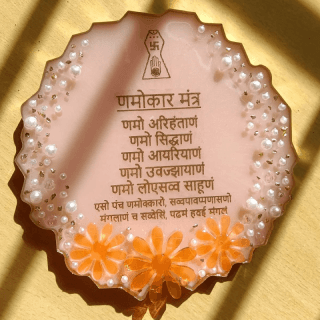 णमोकार मंत्र
णमो अरिहंताणं
णमो सिद्धाणं
णमो आयरियाणं
णमो उवज्झायाणं
णमो लोएसव्व साहूणं
एसो पंच णमोक्कारो, सव्वपावप्पणासणो
मंगलाणं च सव्वेसिं, पढमं हवई मंगलं